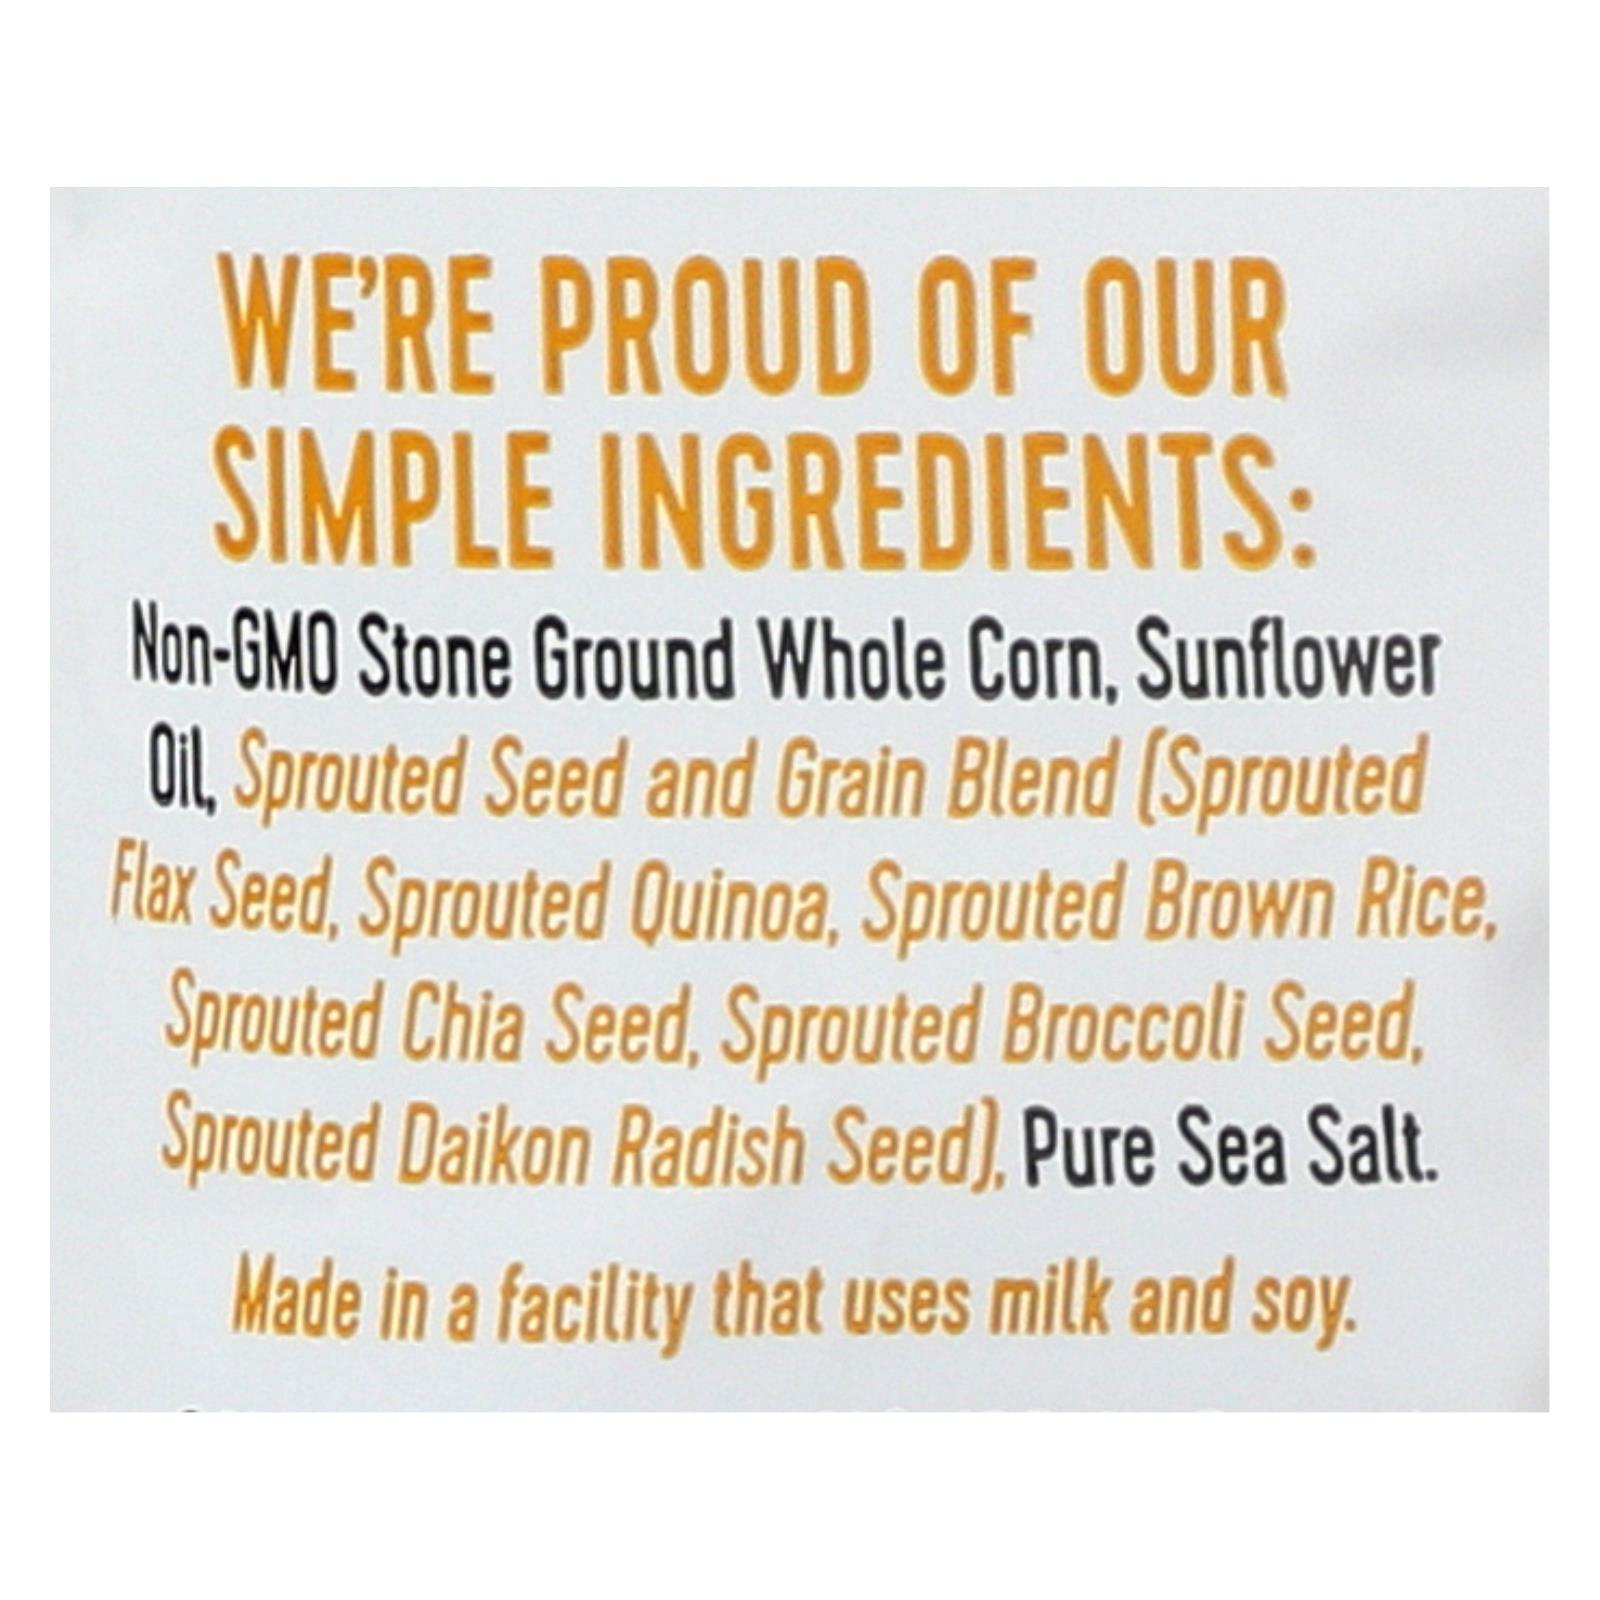 WE'RE PROUD OF OUR
SIMPLE INGREDIENTS:
Non-GMO Stone Ground Whole Corn, Sunflower
Oil, Sprouted Seed and Grain Blend (Sprouted
Flax Seed, Sprouted Quinoa, Sprouted Brown Rice,
Sprouted Chia Seed, Sprouted Broccoli Seed,
Sprouted Daikon Radish Seed), Pure Sea Salt.
Made in a facility that uses milk and soy.